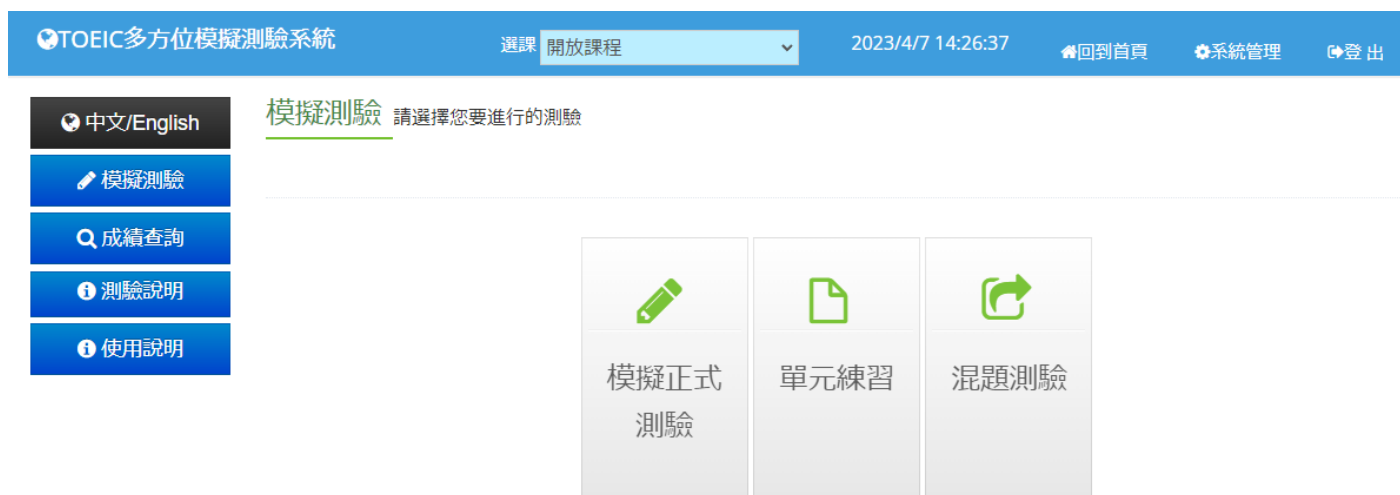 TOEIC多方位模擬測驗系統
選課 開放課程
2023/4/7 14:26:37
回到首頁
系統管理
登 出
中文/English
模擬測驗
成績查詢
測驗說明
使用說明
模擬測驗 請選擇您要進行的測驗
模擬正式
測驗
單元練習
混題測驗